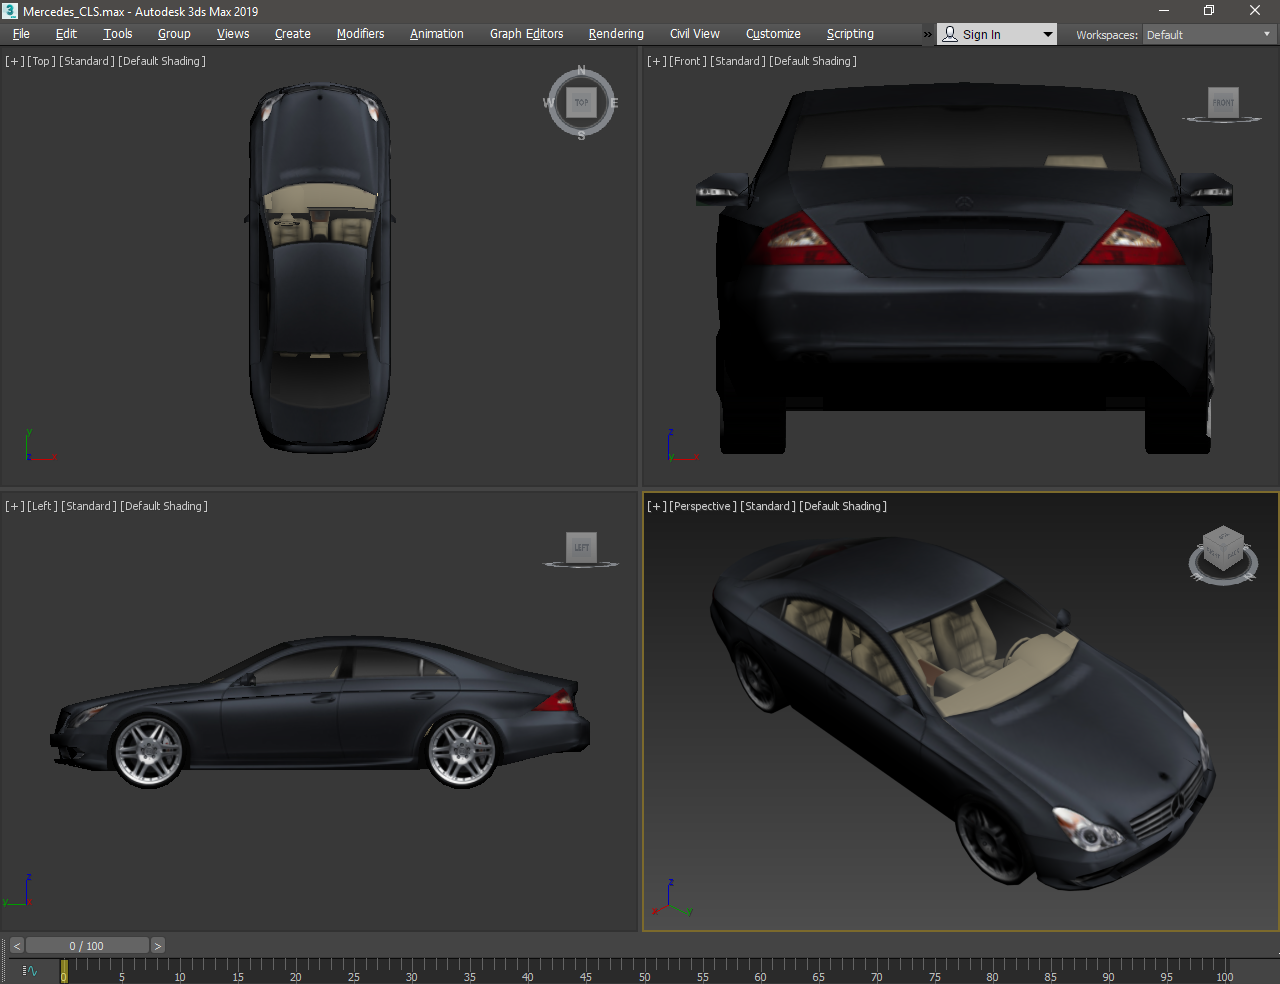 Mercedes_CLS.max - Autodesk 3ds Max 2019
File Edit Tools Group Views Create Modifiers Animation Graph Editors Rendering Civil View Customize Scripting » Sign In Workspaces: Default
[+] [Top] [Standard] [Default Shading]
N
W TOP E
S
y
z x
[+] [Front] [Standard] [Default Shading]
FRONT
z
y x
[+] [Left] [Standard] [Default Shading]
LEFT
z
y
[+] [Perspective] [Standard] [Default Shading]
z
x y
< 0 / 100 >
0 5 10 15 20 25 30 35 40 45 50 55 60 65 70 75 80 85 90 95 100